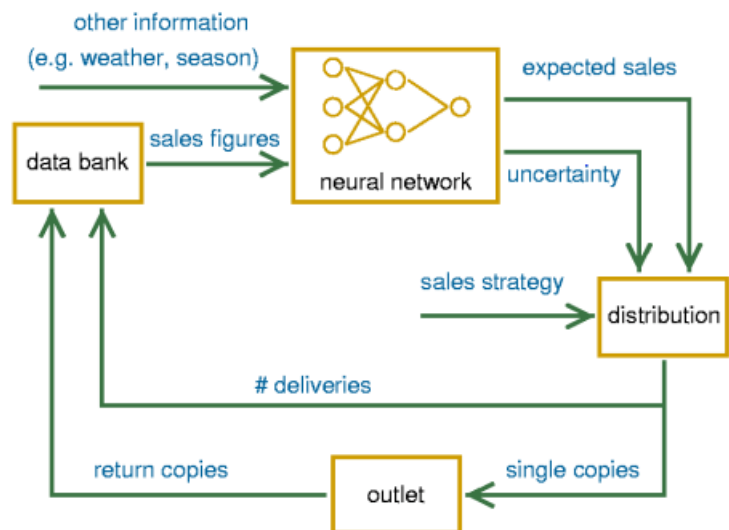 other information
(e.g. weather, season)
expected sales
sales figures
data bank
neural network
uncertainty
sales strategy
distribution
# deliveries
return copies
single copies
outlet